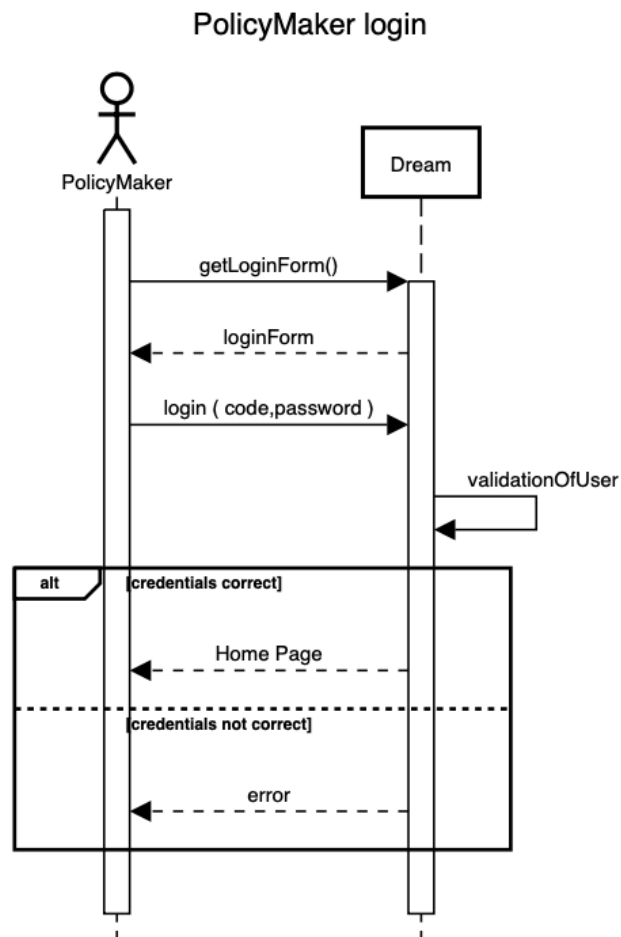 PolicyMaker login
PolicyMaker
Dream
getLoginForm()
loginForm
login ( code,password )
validationOfUser
alt
[credentials correct]
Home Page
[credentials not correct]
error